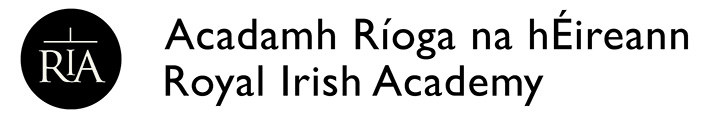 RIA
Acadamh Ríoga na hÉireann
Royal Irish Academy